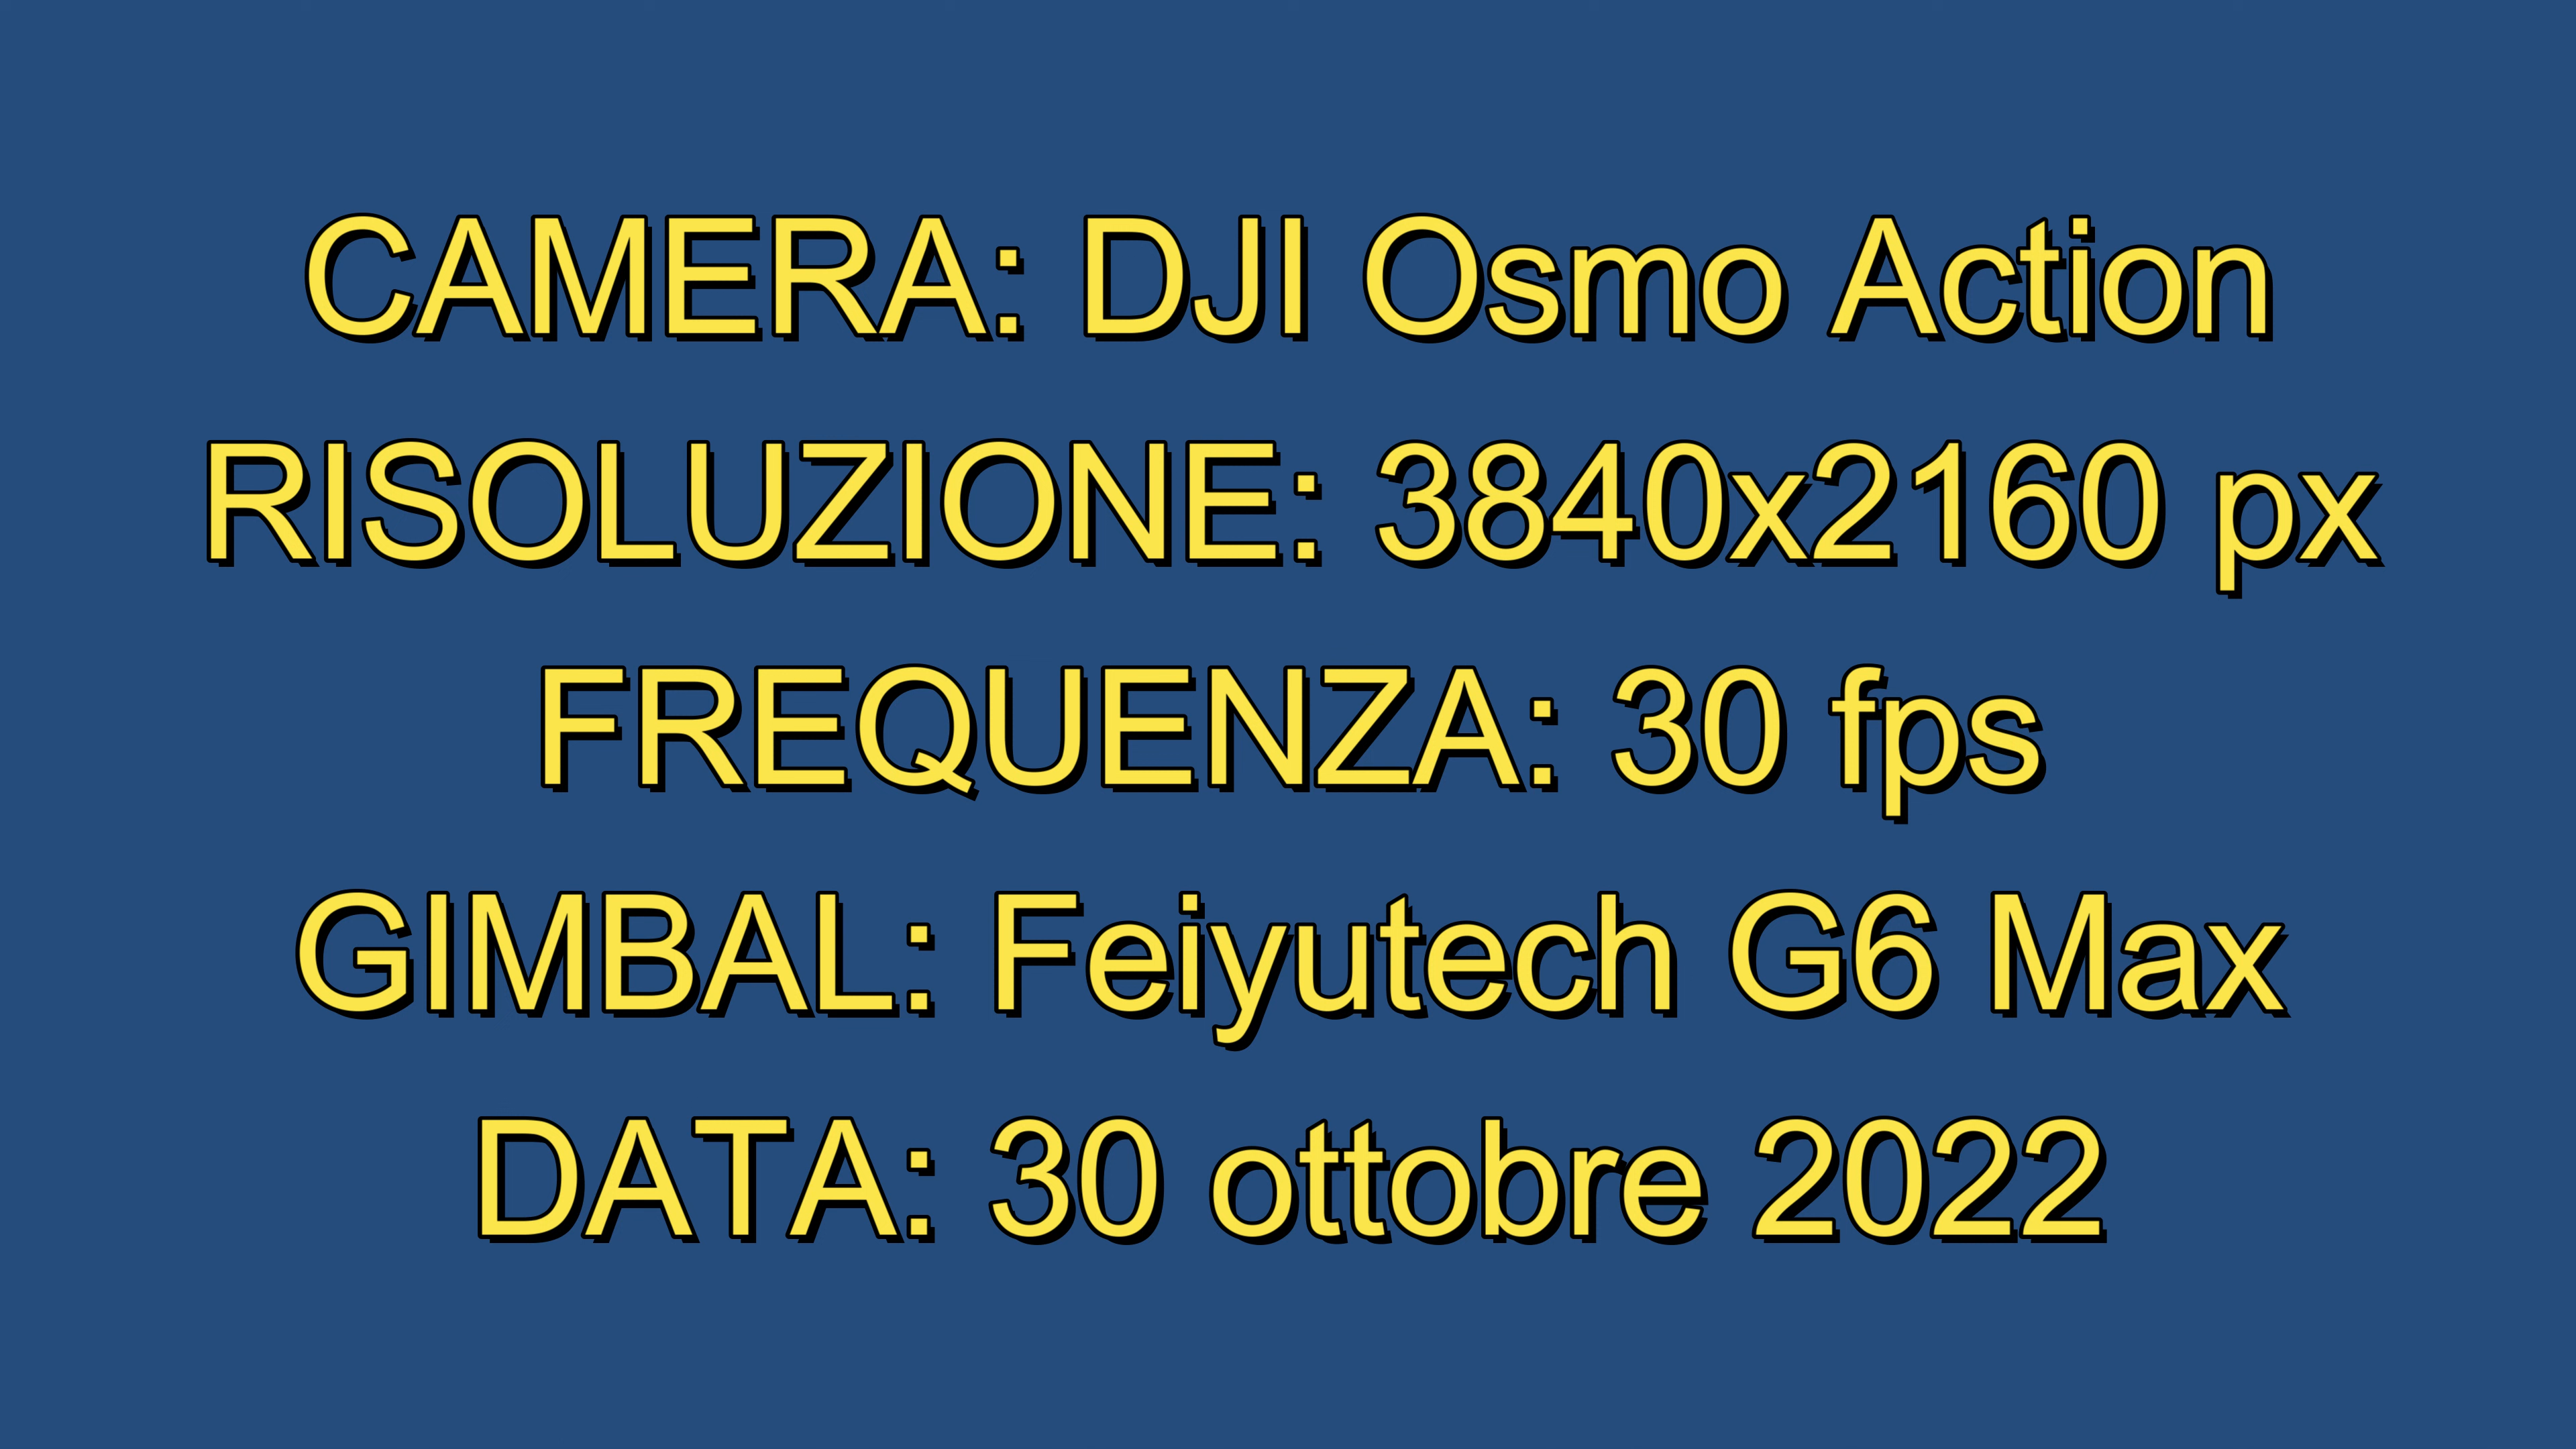 CAMERA: DJI Osmo Action
RISOLUZIONE: 3840x2160 px
FREQUENZA: 30 fps
GIMBAL: Feiyutech G6 Max
DATA: 30 ottobre 2022